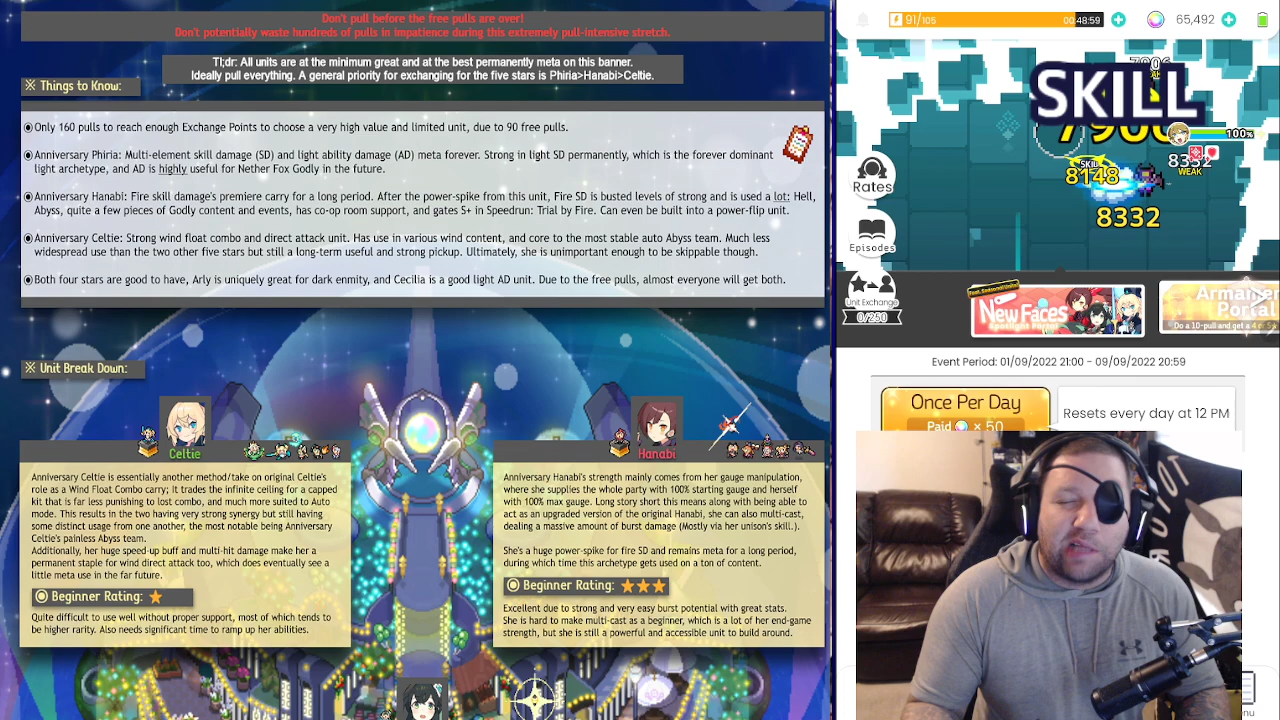 Don't pull before the free pulls are over!
Don't potentially waste hundreds of pulls in impatience during this extremely pull-intensive stretch.
Tl;dr: All units are at the minimum great and at the best permanently meta on this banner.
Ideally pull everything. A general priority for exchanging for the five stars is Phiria>Hanabi>Celtie.
※ Things to Know:
Only 160 pulls to reach enough Exchange Points to choose a very high value and limited unit, due to 90 free pulls.
Anniversary Phiria: Multi-element skill damage (SD) and light ability damage (AD) meta forever. Stonks in light SD permanently, which is the forever dominant
light archetype, and AD is highly useful for Nether Fox Godly in the future.
Anniversary Hanabi: Fire skill damage's premiere carry for a long period.
Fire SD is busted levels of strong and is used a lot: Hell,
Abyss, quite a few pieces of Godly content and events, has coop room support, and gates S+ in Speedrun: Trial by Fire. Can even be built into a power-flip unit.
Anniversary Celtie: Strong wind float combo and direct attack unit. Has use in various wind content, and core to the most stable auto Abyss team. Much less
widespread use than the two other five stars but still a long term useful and strong pickup. Ultimately, she is unimportant enough to be skippable though.
Both four stars are great to have: Arly is uniquely great in dark enmity, and Cecilia is a good light AD unit. Due to the free pulls, almost everyone will get both.
※ Unit Break Down:
Celtie
Anniversary Celtie is essentially another method/take on original Celtie's
role as a Wind Float Combo carry; It trades the infinite ceiling for a capped
kit that is far less punishing to lost combo, and much more suited to Auto
mode. This results in the two having very strong synergy but still having
some distinct usage from one another, the most notable being Anniversary
Celtie's painless Abyss team.
Additionally, her huge speed-up buff and multi-hit damage make her a
permanent staple for wind direct attack too, which does eventually see a
little meta use in the far future.
Beginner Rating: ★
Quite difficult to use well without proper support, most of which tends to
be higher rarity. Also needs significant time to ramp up her abilities.
Hanabi
Anniversary Hanabi's strength mainly comes from her gauge manipulation,
where she supplies the whole party with 100% starting gauge and herself
with 100% max gauge. Long story short this means along with being able to
act as an upgraded version of the original Hanabi, she can also multi-cast,
dealing a massive amount of burst damage (Mostly via her unison's skill.).
She's a huge power-spike for fire SD and remains meta for a long period,
during which time this archetype gets used on a ton of content.
Beginner Rating: ★★★
Excellent due to strong and very easy burst potential with great stats.
She is hard to make multi-cast as a beginner, which is a lot of her end-game
strength, but she is still a powerful and accessible unit to build around.
91/105
00:48:59
65,492
SKILL
100%
8352
WEAK
SKILL
8148
8332
Rates
Episodes
Unit Exchange
0/250
New Faces
Spotlight Portal
Armament
Portal
Event Period: 01/09/2022 21:00 - 09/09/2022 20:59
Once Per Day
Paid × 50
Resets every day at 12 PM